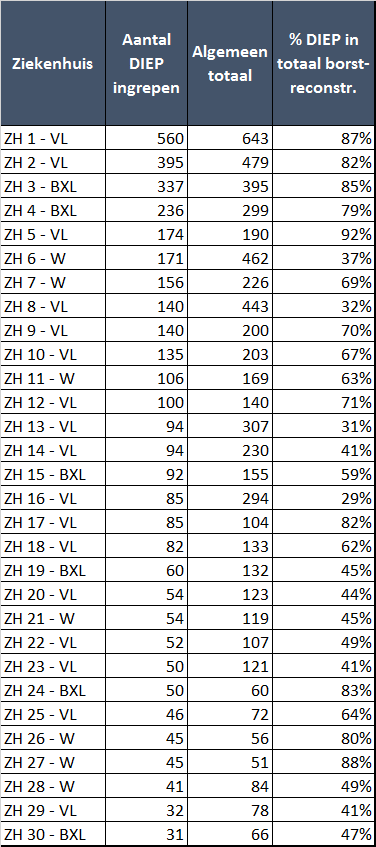 Ziekenhuis Aantal DIEP ingrepen Algemeen totaal % DIEP in totaal borst-reconstr.
ZH 1 - VL 560 643 87%
ZH 2 - VL 395 479 82%
ZH 3 - BXL 337 395 85%
ZH 4 - BXL 236 299 79%
ZH 5 - VL 174 190 92%
ZH 6 - W 171 462 37%
ZH 7 - W 156 226 69%
ZH 8 - VL 140 443 32%
ZH 9 - VL 140 200 70%
ZH 10 - VL 135 203 67%
ZH 11 - W 106 169 63%
ZH 12 - VL 100 140 71%
ZH 13 - VL 94 307 31%
ZH 14 - VL 94 230 41%
ZH 15 - BXL 92 155 59%
ZH 16 - VL 85 294 29%
ZH 17 - VL 85 104 82%
ZH 18 - VL 82 133 62%
ZH 19 - BXL 60 132 45%
ZH 20 - VL 54 123 44%
ZH 21 - W 54 119 45%
ZH 22 - VL 52 107 49%
ZH 23 - VL 50 121 41%
ZH 24 - BXL 50 60 83%
ZH 25 - VL 46 72 64%
ZH 26 - W 45 56 80%
ZH 27 - W 45 51 88%
ZH 28 - W 41 84 49%
ZH 29 - VL 32 78 41%
ZH 30 - BXL 31 66 47%